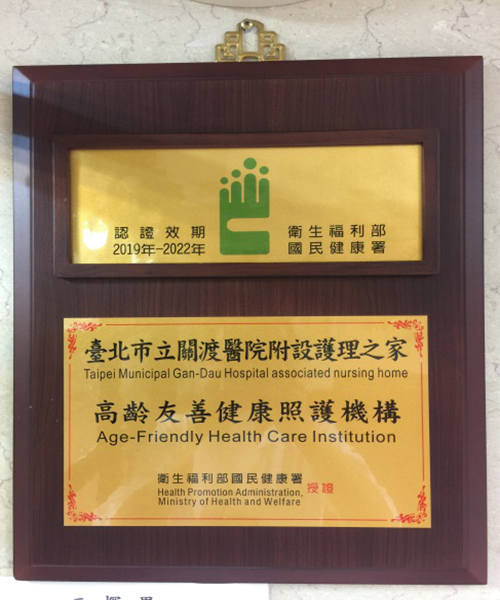 認證效期
2019年-2022年
衛生福利部
國民健康署
臺北市立關渡醫院附設護理之家
Taipei Municipal Gan-Dau Hospital associated nursing home
高齡友善健康照護機構
Age-Friendly Health Care Institution
衛生福利部國民健康署
Health Promotion Administration,
Ministry of Health and Welfare
授證